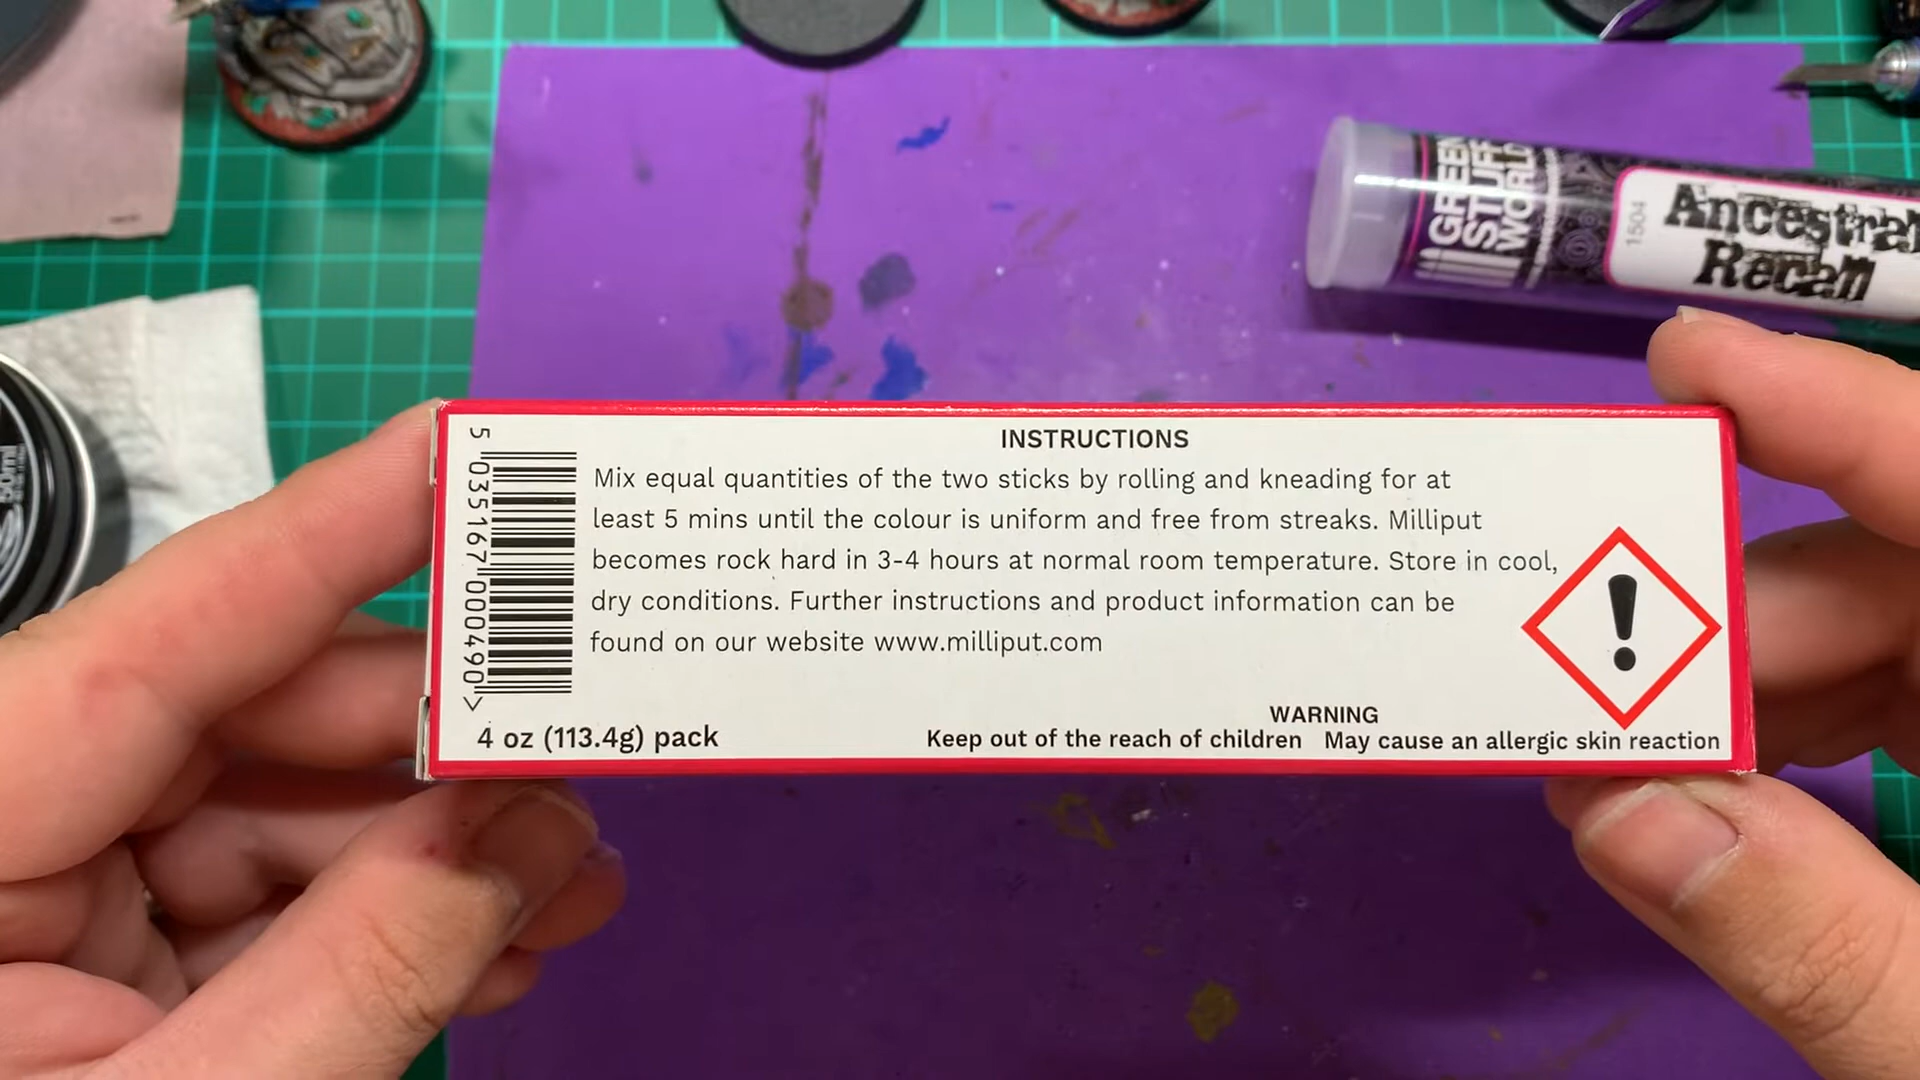 GREEN
STUFF
WORLD
1504
Ancestral
Recall
50ml
INSTRUCTIONS
Mix equal quantities of the two sticks by rolling and kneading for at
least 5 mins until the colour is uniform and free from streaks. Milliput
becomes rock hard in 3-4 hours at normal room temperature. Store in cool,
dry conditions. Further instructions and product information can be
found on our website www.milliput.com
5 035167 000490 >
4 oz (113.4g) pack
WARNING
Keep out of the reach of children May cause an allergic skin reaction